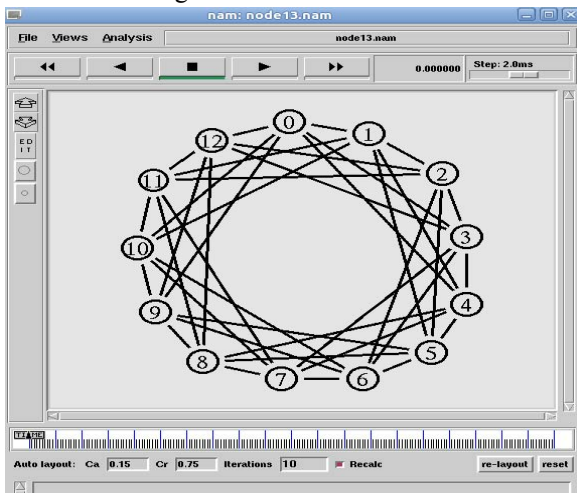 nam: node13.nam
File Views Analysis node13.nam
0.000000 Step: 2.0ms
E D
I T
0
1
12
2
11
3
10
4
9
5
8
7
6
TIME
Auto layout: Ca 0.15 Cr 0.75 Iterations 10 Recalc re-layout reset